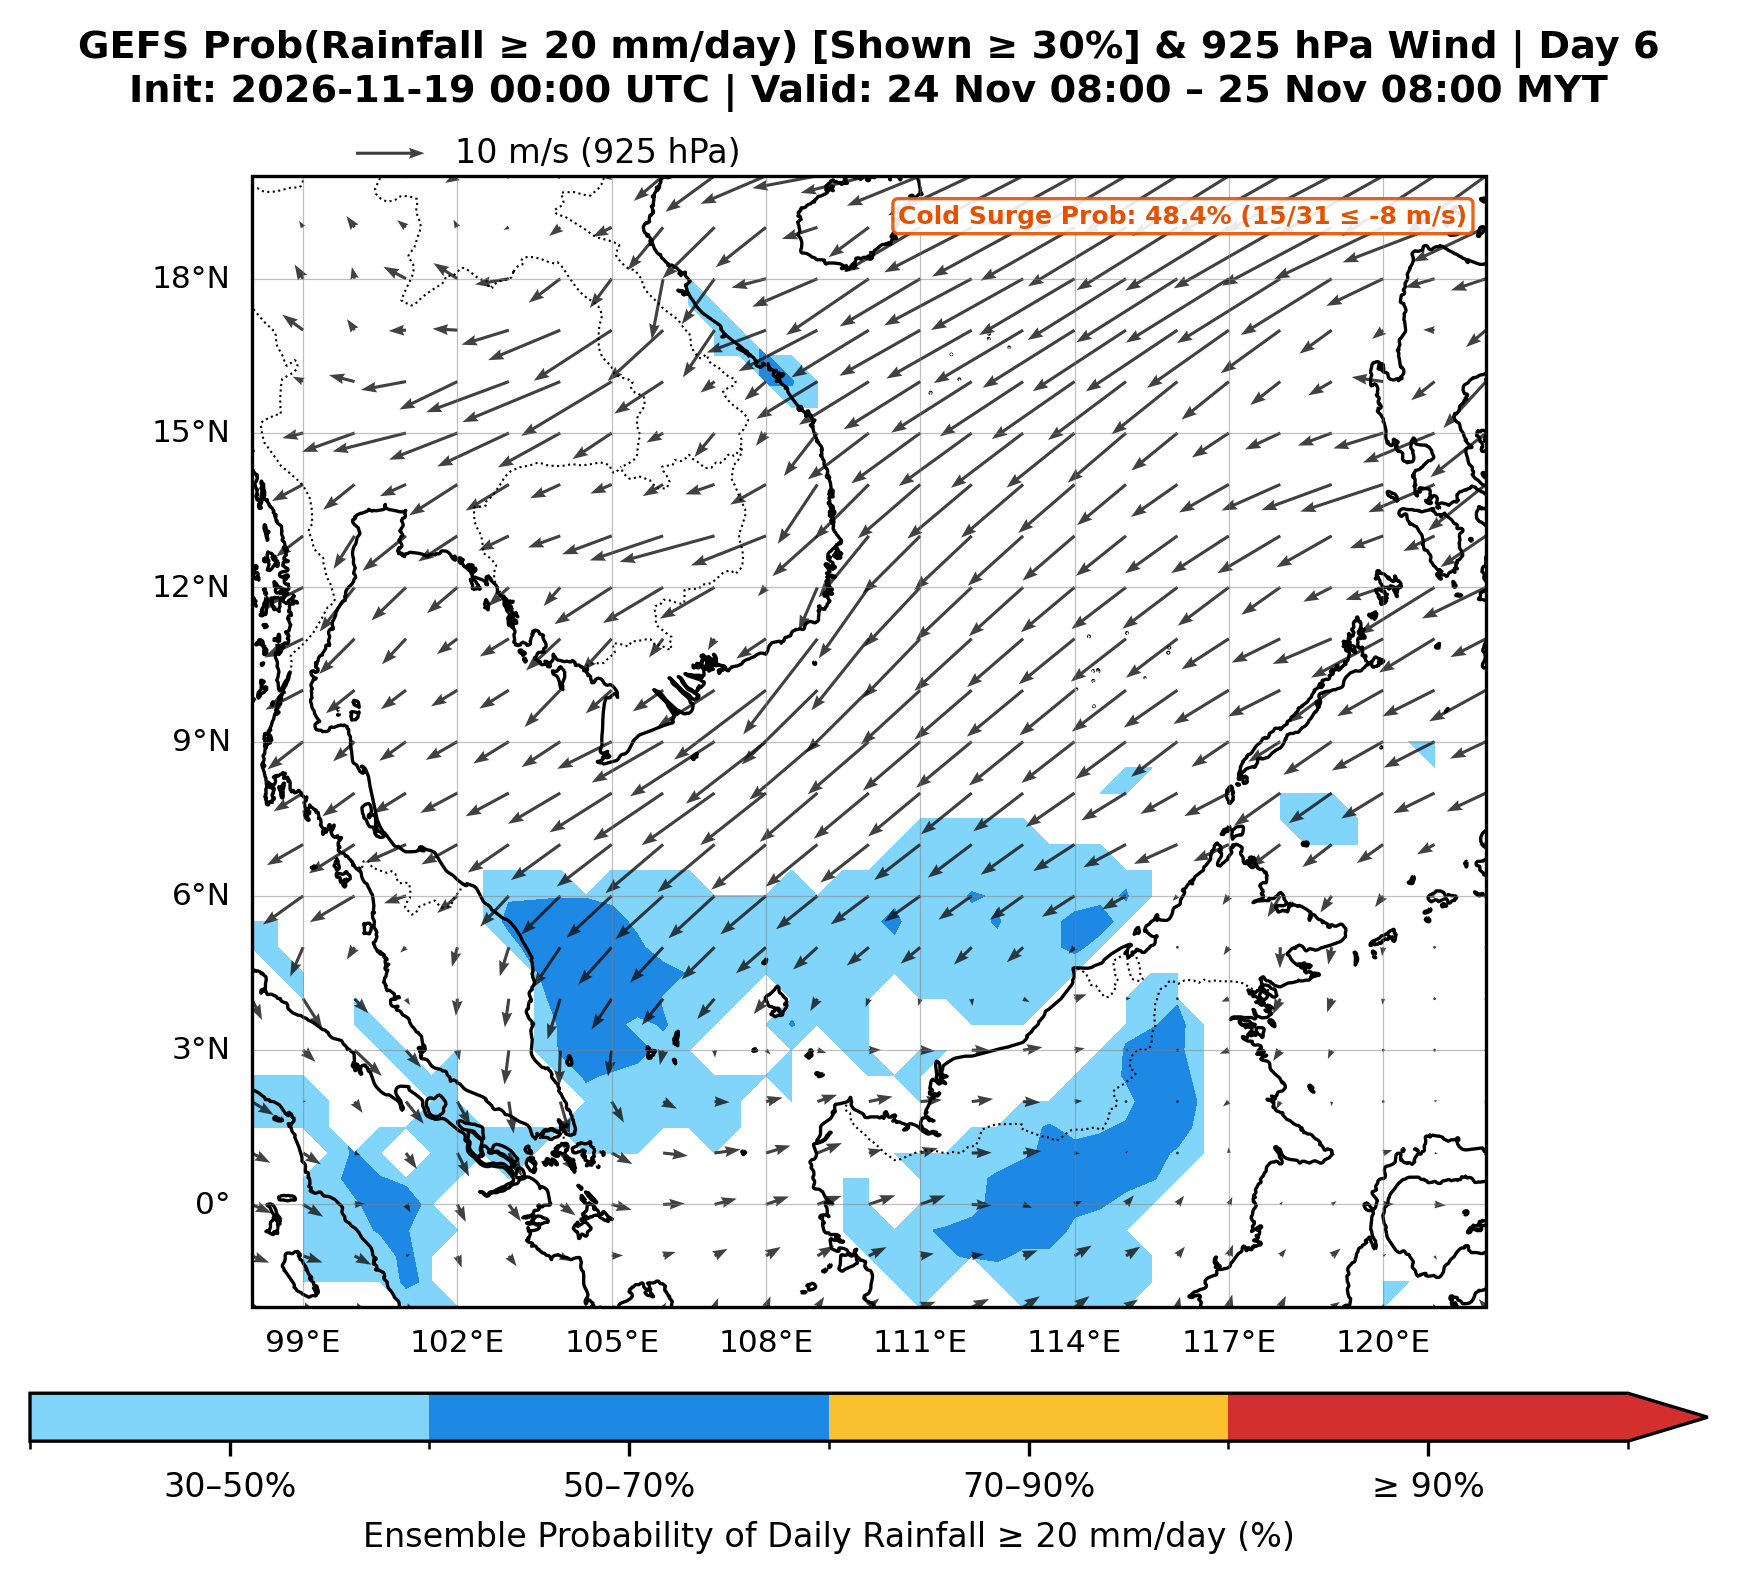 GEFS Prob(Rainfall ≥ 20 mm/day) [Shown ≥ 30%] & 925 hPa Wind | Day 6
Init: 2026-11-19 00:00 UTC | Valid: 24 Nov 08:00 – 25 Nov 08:00 MYT
10 m/s (925 hPa)
Cold Surge Prob: 48.4% (15/31 ≤ -8 m/s)
18°N
15°N
12°N
9°N
6°N
3°N
0°
99°E 102°E 105°E 108°E 111°E 114°E 117°E 120°E
30–50% 50–70% 70–90% ≥ 90%
Ensemble Probability of Daily Rainfall ≥ 20 mm/day (%)